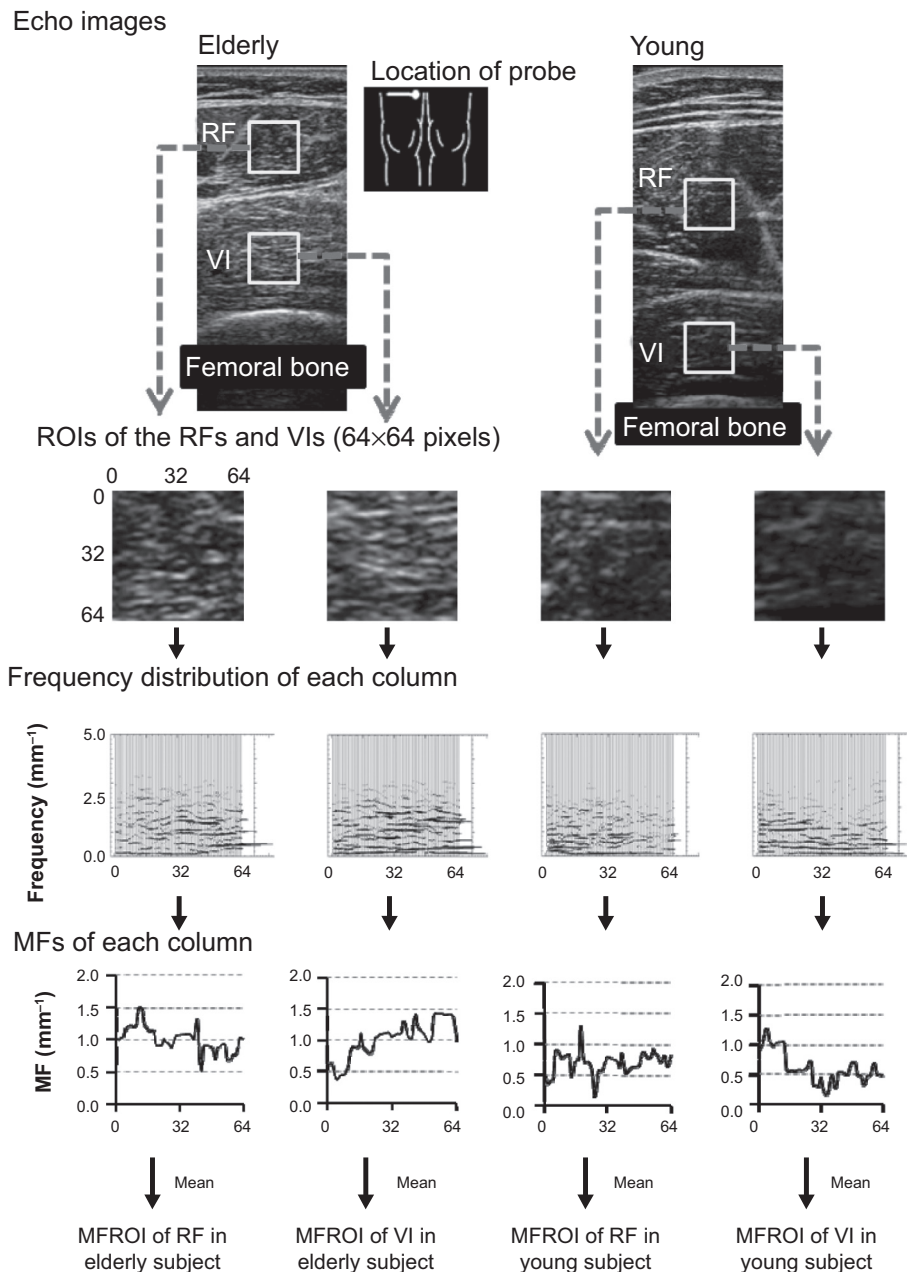 Echo images
Elderly
Young
Location of probe
RF
VI
Femoral bone
RF
VI
Femoral bone
ROIs of the RFs and VIs (64×64 pixels)
0 32 64
0
32
64
Frequency distribution of each column
Frequency (mm⁻¹)
5.0
2.5
0.0
0 32 64
0 32 64
0 32 64
0 32 64
MFs of each column
MF (mm⁻¹)
2.0
1.5
1.0
0.5
0.0
0 32 64
2.0
1.5
1.0
0.5
0.0
0 32 64
2.0
1.5
1.0
0.5
0.0
0 32 64
2.0
1.5
1.0
0.5
0.0
0 32 64
Mean
Mean
Mean
Mean
MFROI of RF in
elderly subject
MFROI of VI in
elderly subject
MFROI of RF in
young subject
MFROI of VI in
young subject